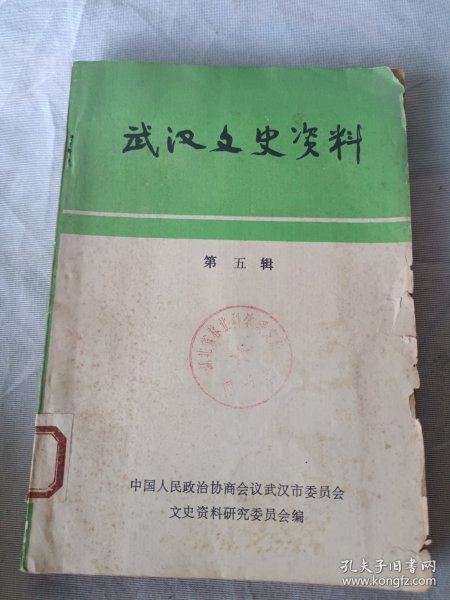 武汉文史资料
第五辑
中国人民政治协商会议武汉市委员会
文史资料研究委员会编
孔夫子旧书网
www.kongfz.com